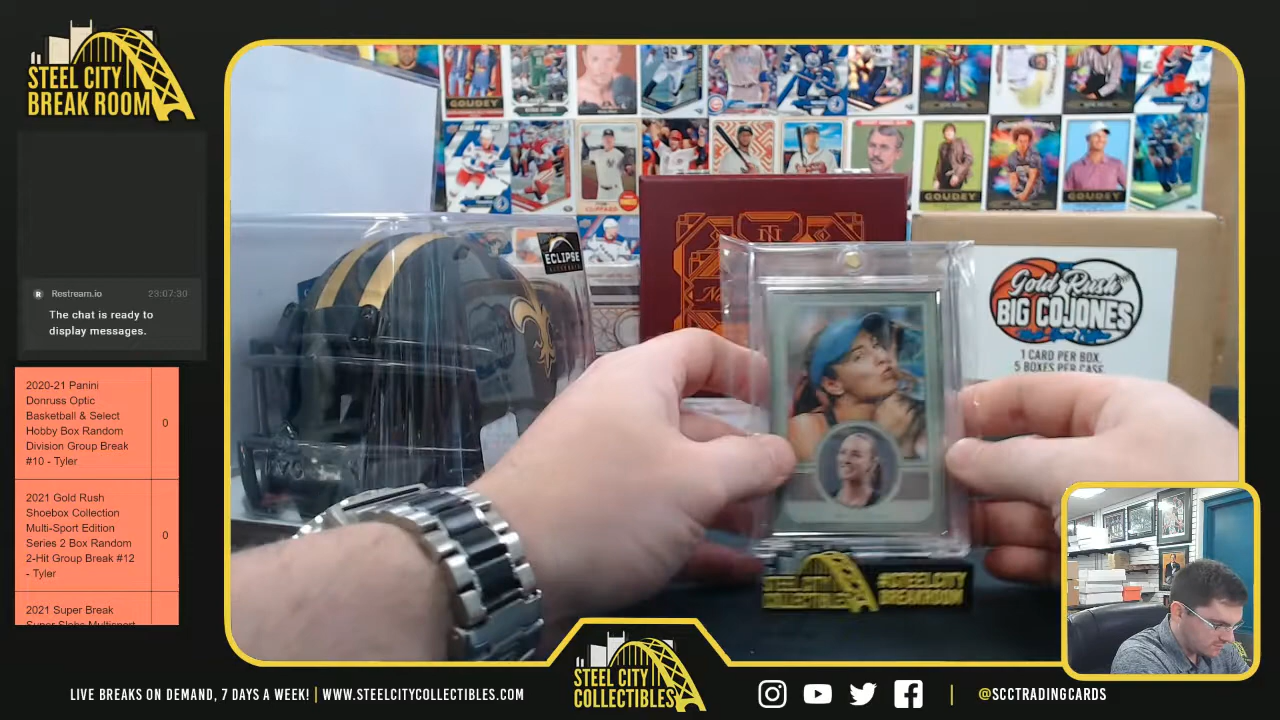 STEEL CITY
BREAK ROOM
Restream.io 23:07:30
The chat is ready to
display messages.
2020-21 Panini
Donruss Optic
Basketball & Select
Hobby Box Random
Division Group Break
#10 - Tyler
0
2021 Gold Rush
Shoebox Collection
Multi-Sport Edition
Series 2 Box Random
2-Hit Group Break #12
- Tyler
0
2021 Super Break
GOUDEY
GOUDEY
GOUDEY
ECLIPSE
Gold Rush
BIG COJONES
1 CARD PER BOX.
5 BOXES PER CASE.
STEEL CITY
COLLECTIBLES
#STEELCITY
BREAKROOM
STEEL CITY
COLLECTIBLES
LIVE BREAKS ON DEMAND, 7 DAYS A WEEK! | WWW.STEELCITYCOLLECTIBLES.COM
| @SCCTRADINGCARDS